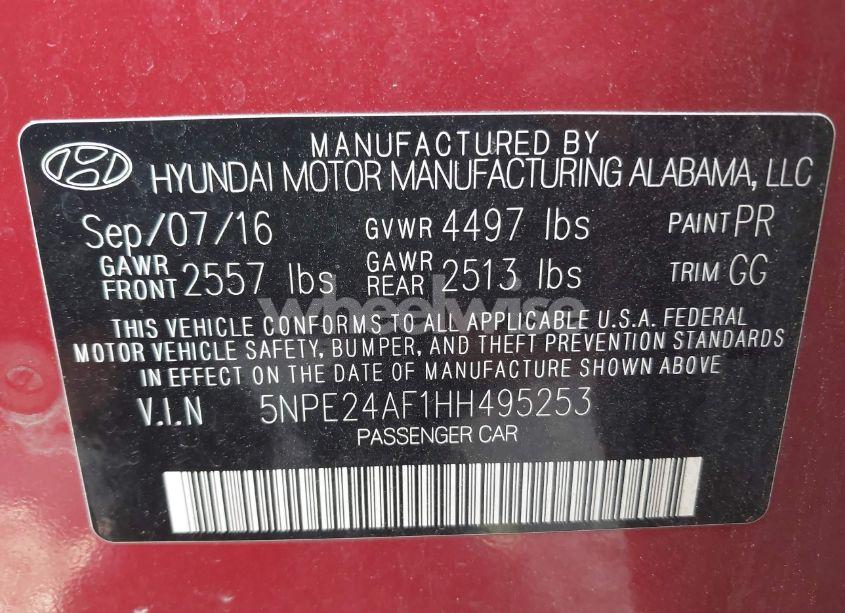 MANUFACTURED BY
HYUNDAI MOTOR MANUFACTURING ALABAMA, LLC
Sep/07/16 GVWR 4497 lbs PAINT PR
GAWR FRONT 2557 lbs GAWR REAR 2513 lbs TRIM GG
wheelwise
THIS VEHICLE CONFORMS TO ALL APPLICABLE U.S.A. FEDERAL
MOTOR VEHICLE SAFETY, BUMPER, AND THEFT PREVENTION STANDARDS
IN EFFECT ON THE DATE OF MANUFACTURE SHOWN ABOVE
V.I.N 5NPE24AF1HH495253
PASSENGER CAR